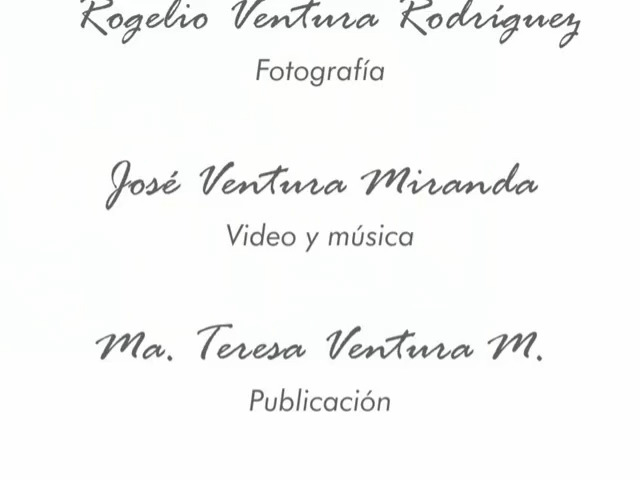 Rogelio Ventura Rodríguez
Fotografía
José Ventura Miranda
Video y música
Ma. Teresa Ventura M.
Publicación